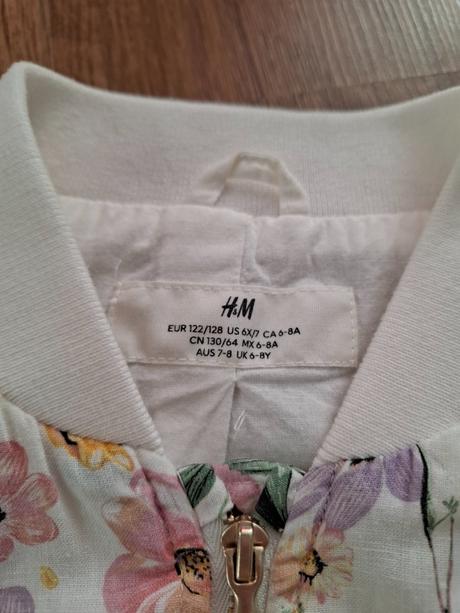 H&M
EUR 122/128 US 6X/7 CA 6-8A
CN 130/64 MX 6-8A
AUS 7-8 UK 6-8Y